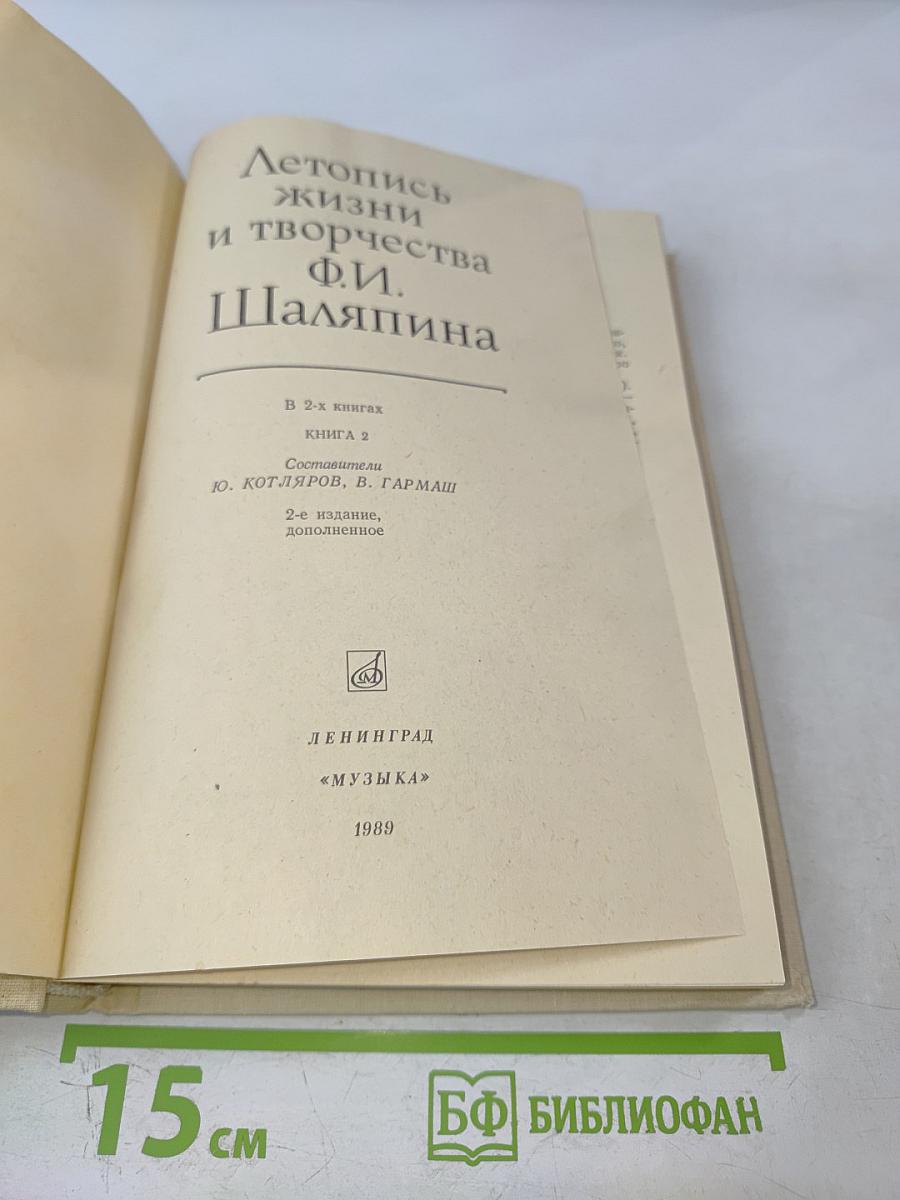 Летопись
жизни
и творчества
Ф.И.
Шаляпина
В 2-х книгах
КНИГА 2
Составители
Ю. КОТЛЯРОВ, В. ГАРМАШ
2-е издание,
дополненное
ЛЕНИНГРАД
«МУЗЫКА»
1989
15 см
БФ БИБЛИОФАН